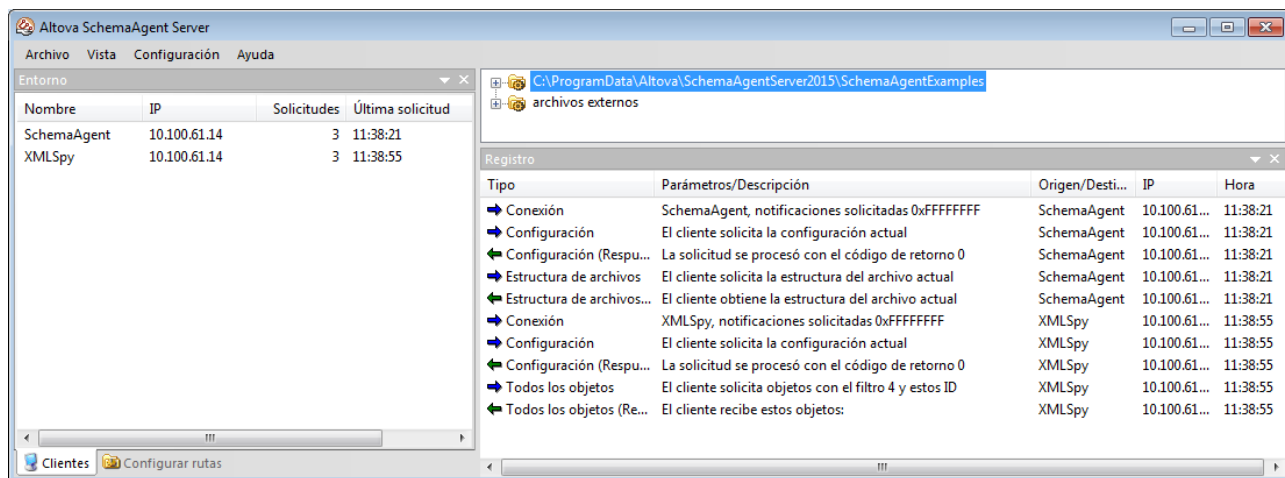 Altova SchemaAgent Server
Archivo Vista Configuración Ayuda
Entorno
Nombre IP Solicitudes Última solicitud
SchemaAgent 10.100.61.14 3 11:38:21
XMLSpy 10.100.61.14 3 11:38:55
Clientes Configurar rutas
C:\ProgramData\Altova\SchemaAgentServer2015\SchemaAgentExamples
archivos externos
Registro
Tipo Parámetros/Descripción Origen/Desti... IP Hora
Conexión SchemaAgent, notificaciones solicitadas 0xFFFFFFFF SchemaAgent 10.100.61... 11:38:21
Configuración El cliente solicita la configuración actual SchemaAgent 10.100.61... 11:38:21
Configuración (Respu... La solicitud se procesó con el código de retorno 0 SchemaAgent 10.100.61... 11:38:21
Estructura de archivos El cliente solicita la estructura del archivo actual SchemaAgent 10.100.61... 11:38:21
Estructura de archivos... El cliente obtiene la estructura del archivo actual SchemaAgent 10.100.61... 11:38:21
Conexión XMLSpy, notificaciones solicitadas 0xFFFFFFFF XMLSpy 10.100.61... 11:38:55
Configuración El cliente solicita la configuración actual XMLSpy 10.100.61... 11:38:55
Configuración (Respu... La solicitud se procesó con el código de retorno 0 XMLSpy 10.100.61... 11:38:55
Todos los objetos El cliente solicita objetos con el filtro 4 y estos ID XMLSpy 10.100.61... 11:38:55
Todos los objetos (Re... El cliente recibe estos objetos: XMLSpy 10.100.61... 11:38:55